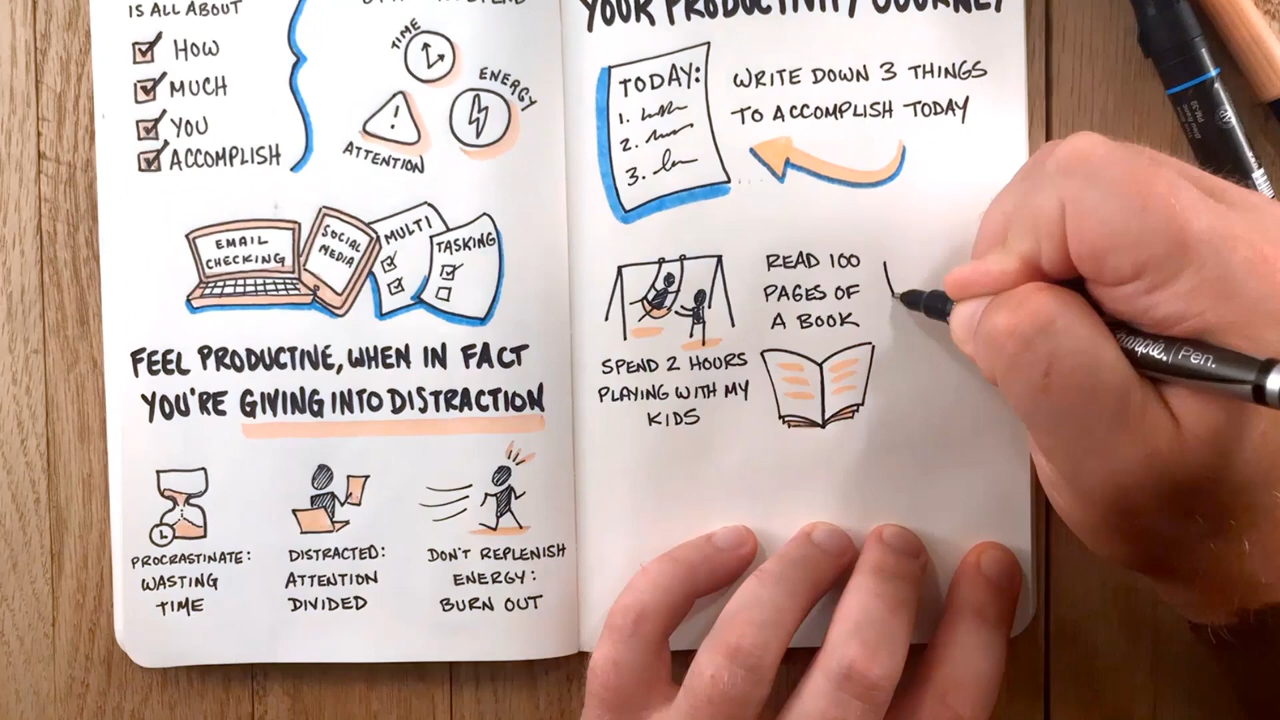 IS ALL ABOUT
HOW
MUCH
YOU
ACCOMPLISH
TIME
ENERGY
ATTENTION
EMAIL
CHECKING
SOCIAL
MEDIA
MULTI
TASKING
FEEL PRODUCTIVE, WHEN IN FACT
YOU'RE GIVING INTO DISTRACTION
PROCRASTINATE:
WASTING
TIME
DISTRACTED:
ATTENTION
DIVIDED
DON'T REPLENISH
ENERGY:
BURN OUT
YOUR PRODUCTIVITY JOURNEY
TODAY:
1.
2.
3.
WRITE DOWN 3 THINGS
TO ACCOMPLISH TODAY
SPEND 2 HOURS
PLAYING WITH MY
KIDS
READ 100
PAGES OF
A BOOK
Sharpie. Pen.